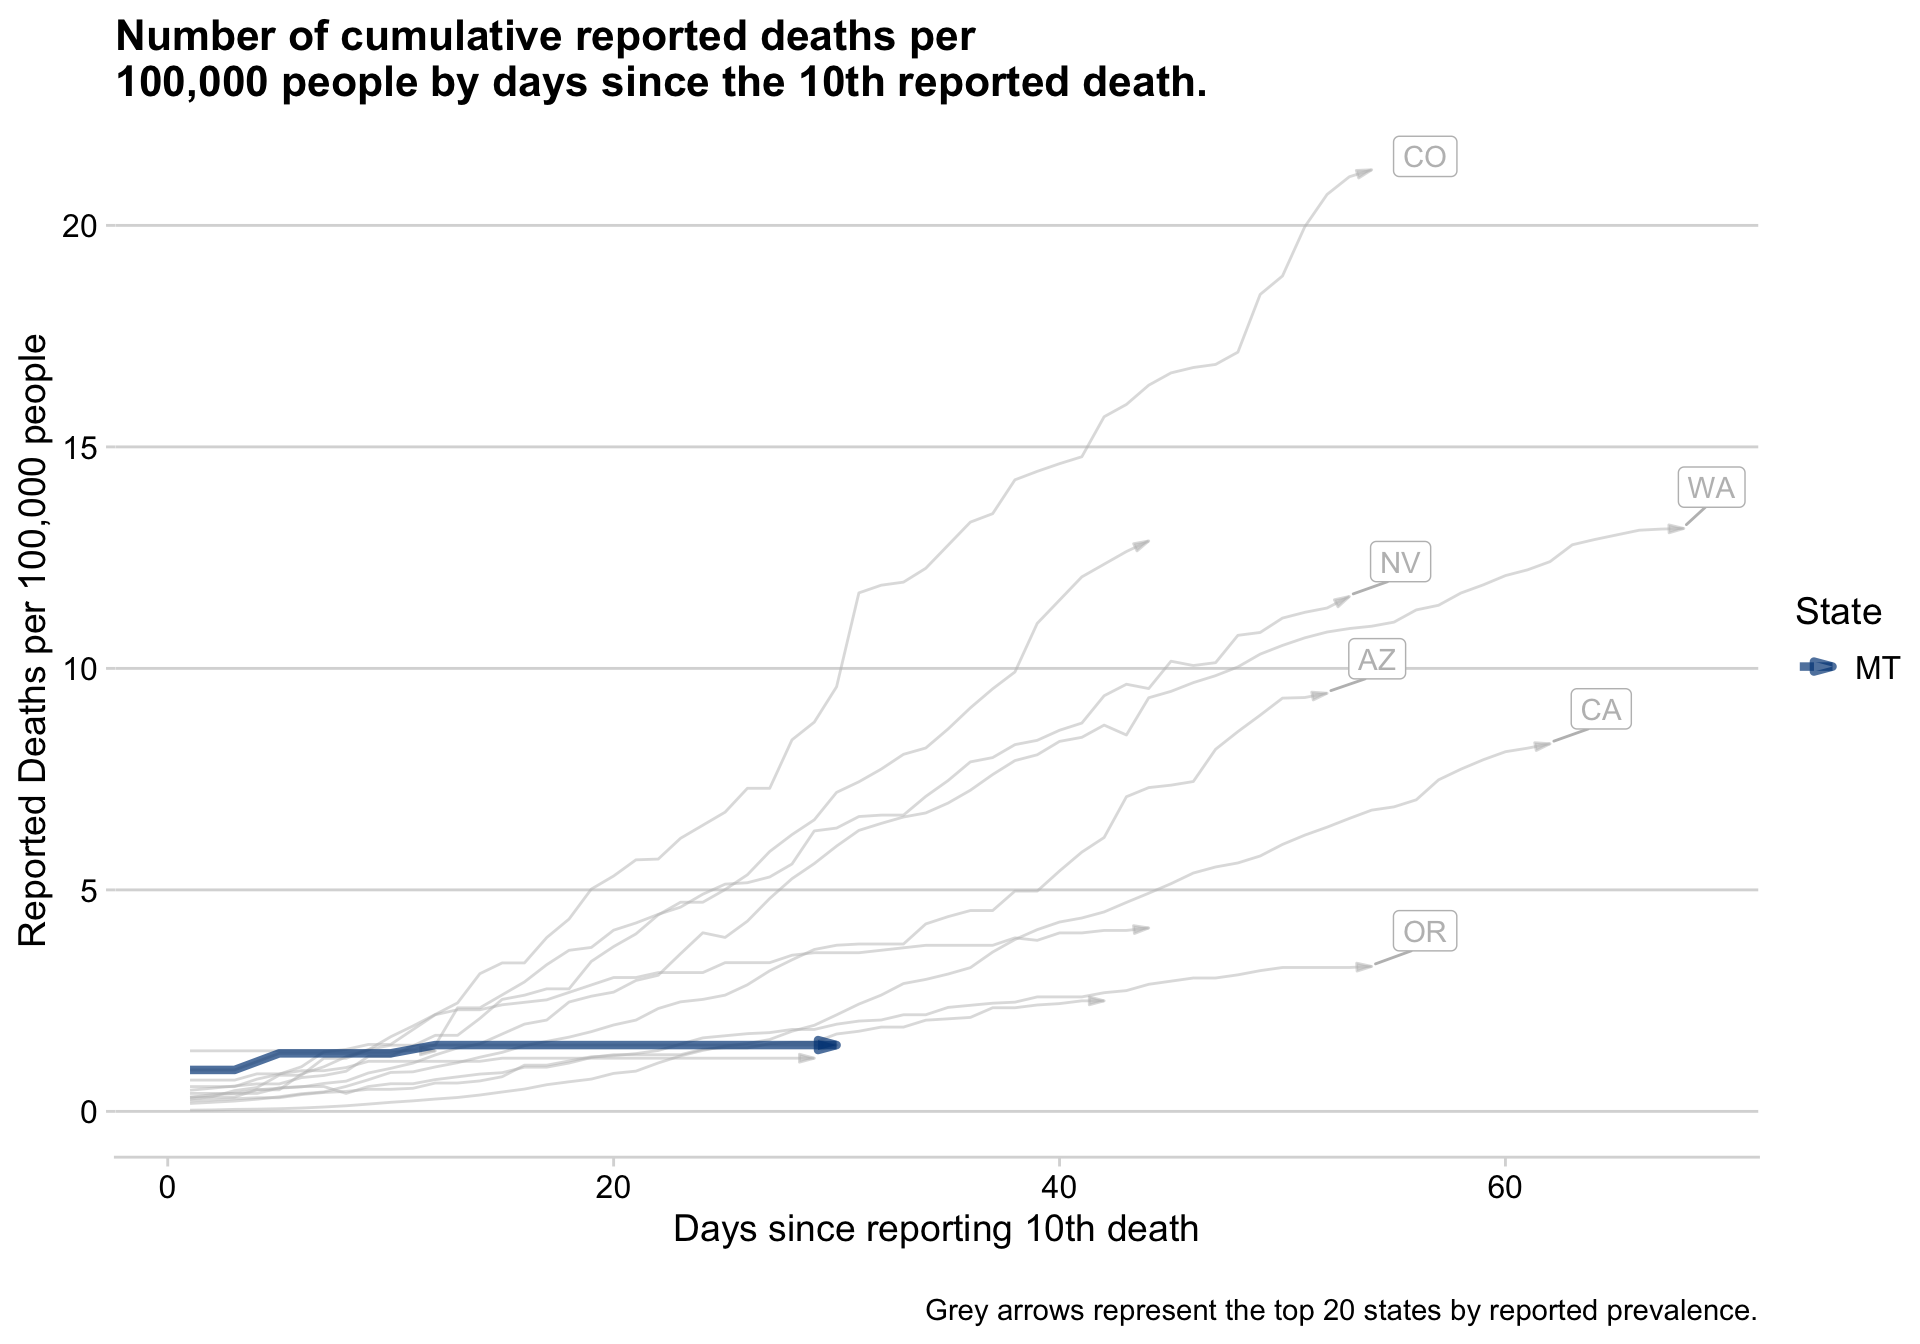 Number of cumulative reported deaths per
100,000 people by days since the 10th reported death.
CO
20
WA
15
NV
AZ
10
CA
5
OR
0
Reported Deaths per 100,000 people
State
MT
0 20 40 60
Days since reporting 10th death
Grey arrows represent the top 20 states by reported prevalence.